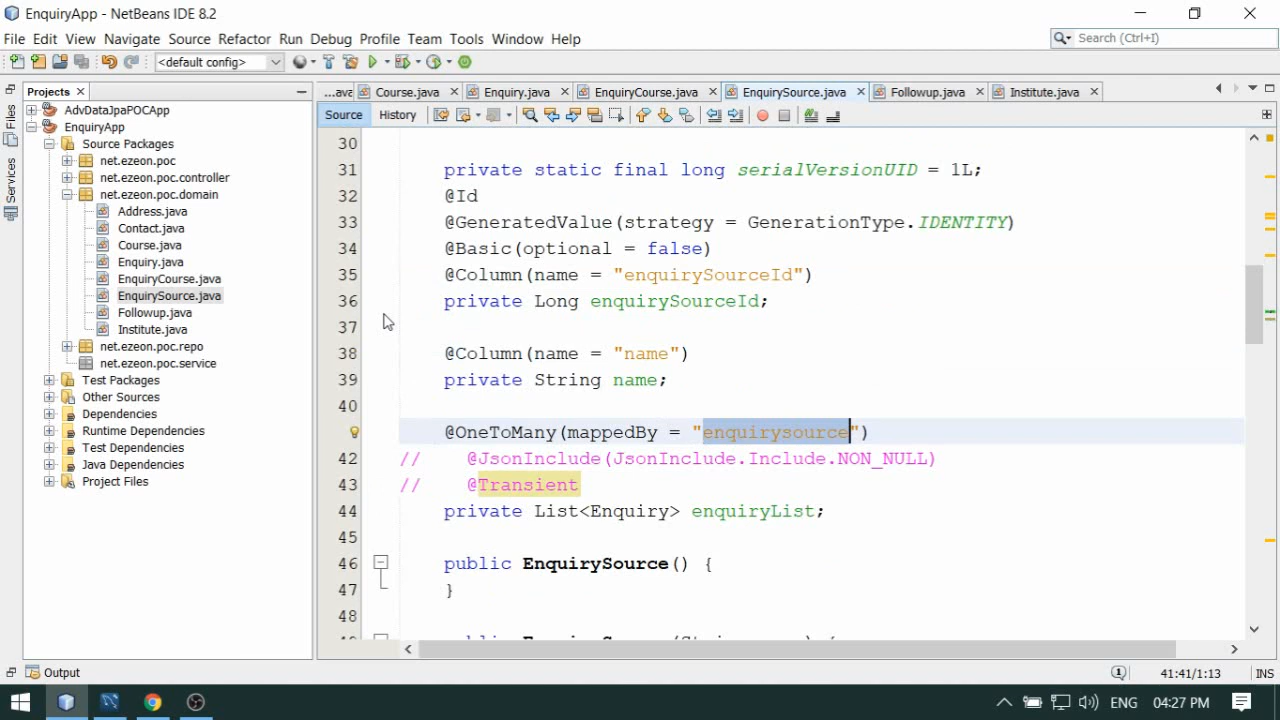 EnquiryApp - NetBeans IDE 8.2
File Edit View Navigate Source Refactor Run Debug Profile Team Tools Window Help
Search (Ctrl+I)
<default config>
Projects
...ave Course.java Enquiry.java EnquiryCourse.java EnquirySource.java Followup.java Institute.java
Files
Services
Source History
AdvDataJpaPOCApp
EnquiryApp
Source Packages
net.ezeon.poc
net.ezeon.poc.controller
net.ezeon.poc.domain
Address.java
Contact.java
Course.java
Enquiry.java
EnquiryCourse.java
EnquirySource.java
Followup.java
Institute.java
net.ezeon.poc.repo
net.ezeon.poc.service
Test Packages
Other Sources
Dependencies
Runtime Dependencies
Test Dependencies
Java Dependencies
Project Files
30
31 private static final long serialVersionUID = 1L;
32 @Id
33 @GeneratedValue(strategy = GenerationType.IDENTITY)
34 @Basic(optional = false)
35 @Column(name = "enquirySourceId")
36 private Long enquirySourceId;
37
38 @Column(name = "name")
39 private String name;
40
@OneToMany(mappedBy = "enquirysource")
42 // @JsonInclude(JsonInclude.Include.NON_NULL)
43 // @Transient
44 private List<Enquiry> enquiryList;
45
46 public EnquirySource() {
47 }
48
Output
1
41:41/1:13 INS
ENG 04:27 PM